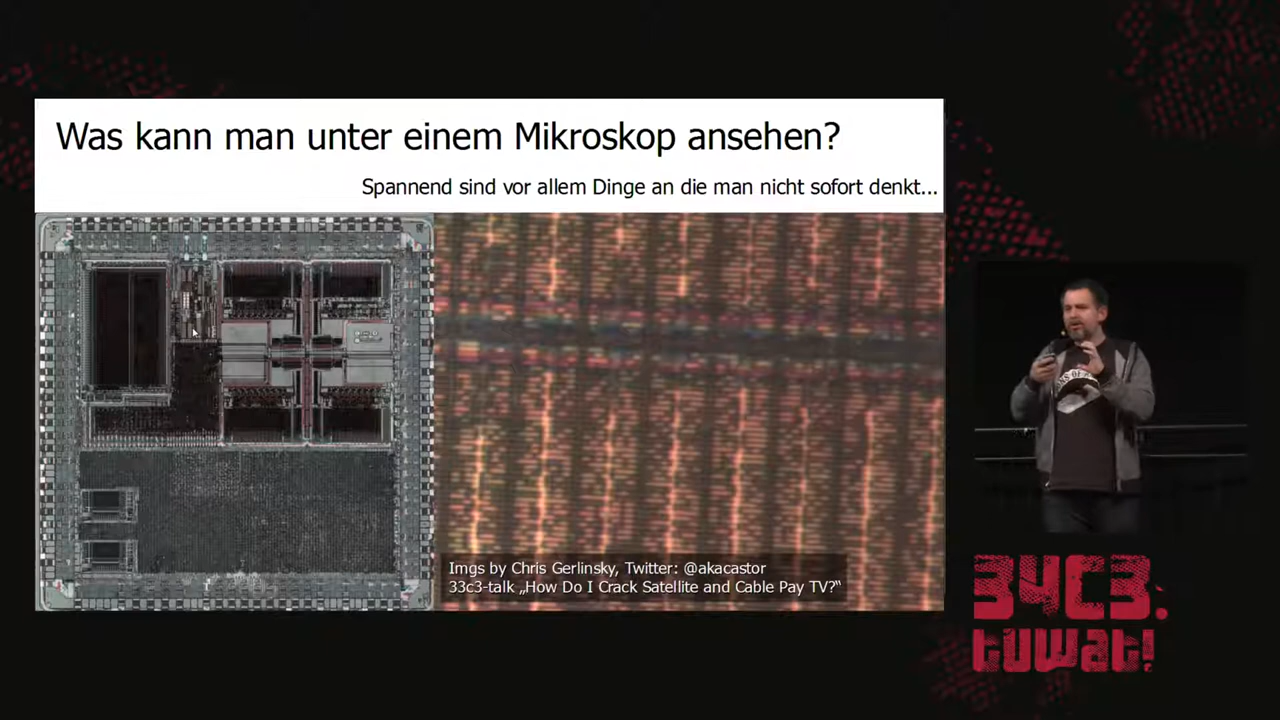 Was kann man unter einem Mikroskop ansehen?
Spannend sind vor allem Dinge an die man nicht sofort denkt...
Imgs by Chris Gerlinsky, Twitter: @akacastor
33c3-talk „How Do I Crack Satellite and Cable Pay TV?“
34C3:
tuwat!